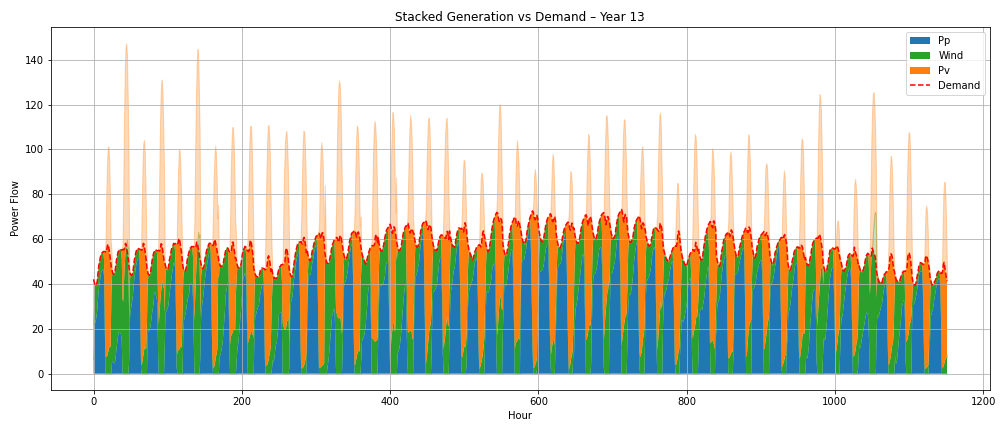 Stacked Generation vs Demand – Year 13
Pp
Wind
Pv
Demand
Power Flow
140
120
100
80
60
40
20
0
0 200 400 600 800 1000 1200
Hour